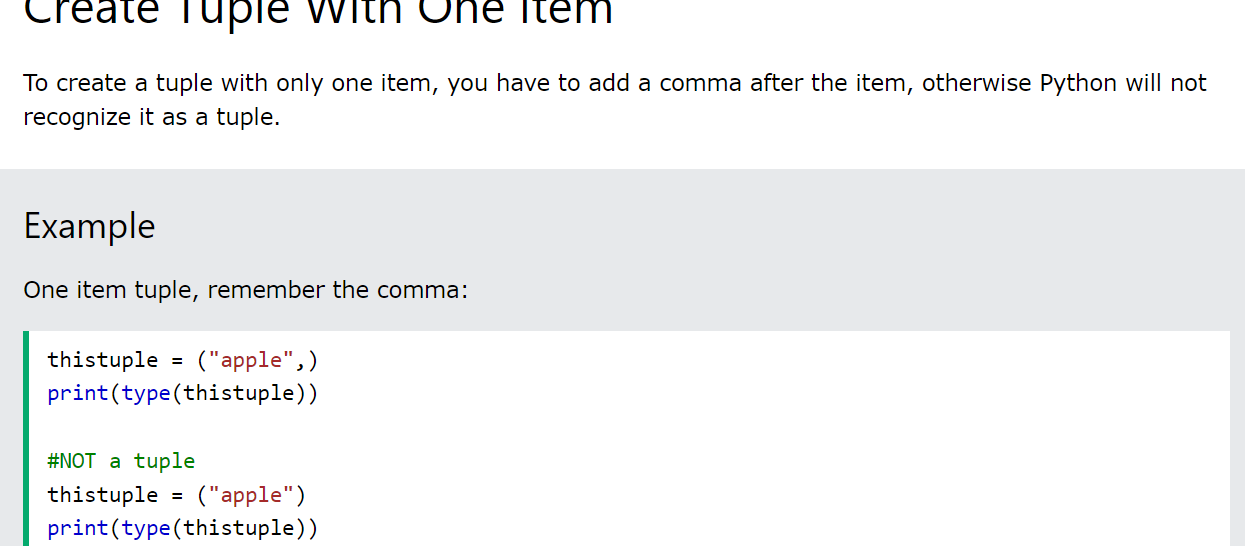 Create Tuple With One Item
To create a tuple with only one item, you have to add a comma after the item, otherwise Python will not
recognize it as a tuple.
Example
One item tuple, remember the comma:
thistuple = ("apple",)
print(type(thistuple))
#NOT a tuple
thistuple = ("apple")
print(type(thistuple))